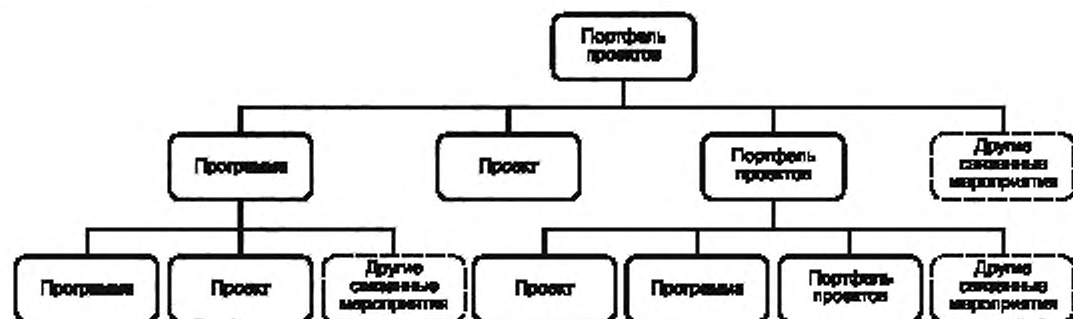 Портфель
проектов
Программа
Проект
Портфель
проектов
Другие
связанные
мероприятия
Программа
Проект
Другие
связанные
мероприятия
Проект
Программа
Портфель
проектов
Другие
связанные
мероприятия